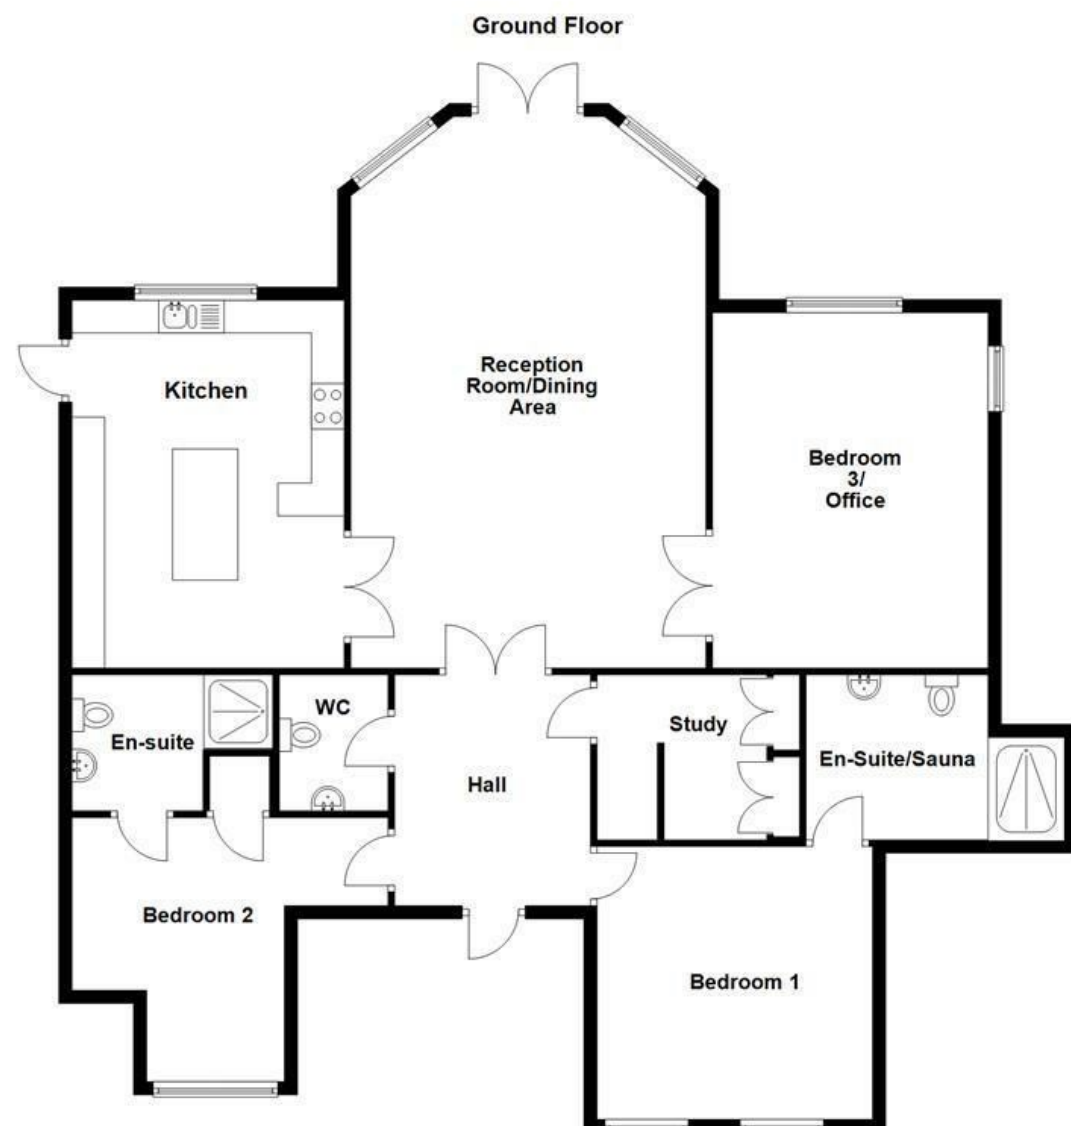 Ground Floor
Kitchen
Reception
Room/Dining
Area
Bedroom
3/
Office
En-suite
WC
Hall
Study
En-Suite/Sauna
Bedroom 2
Bedroom 1